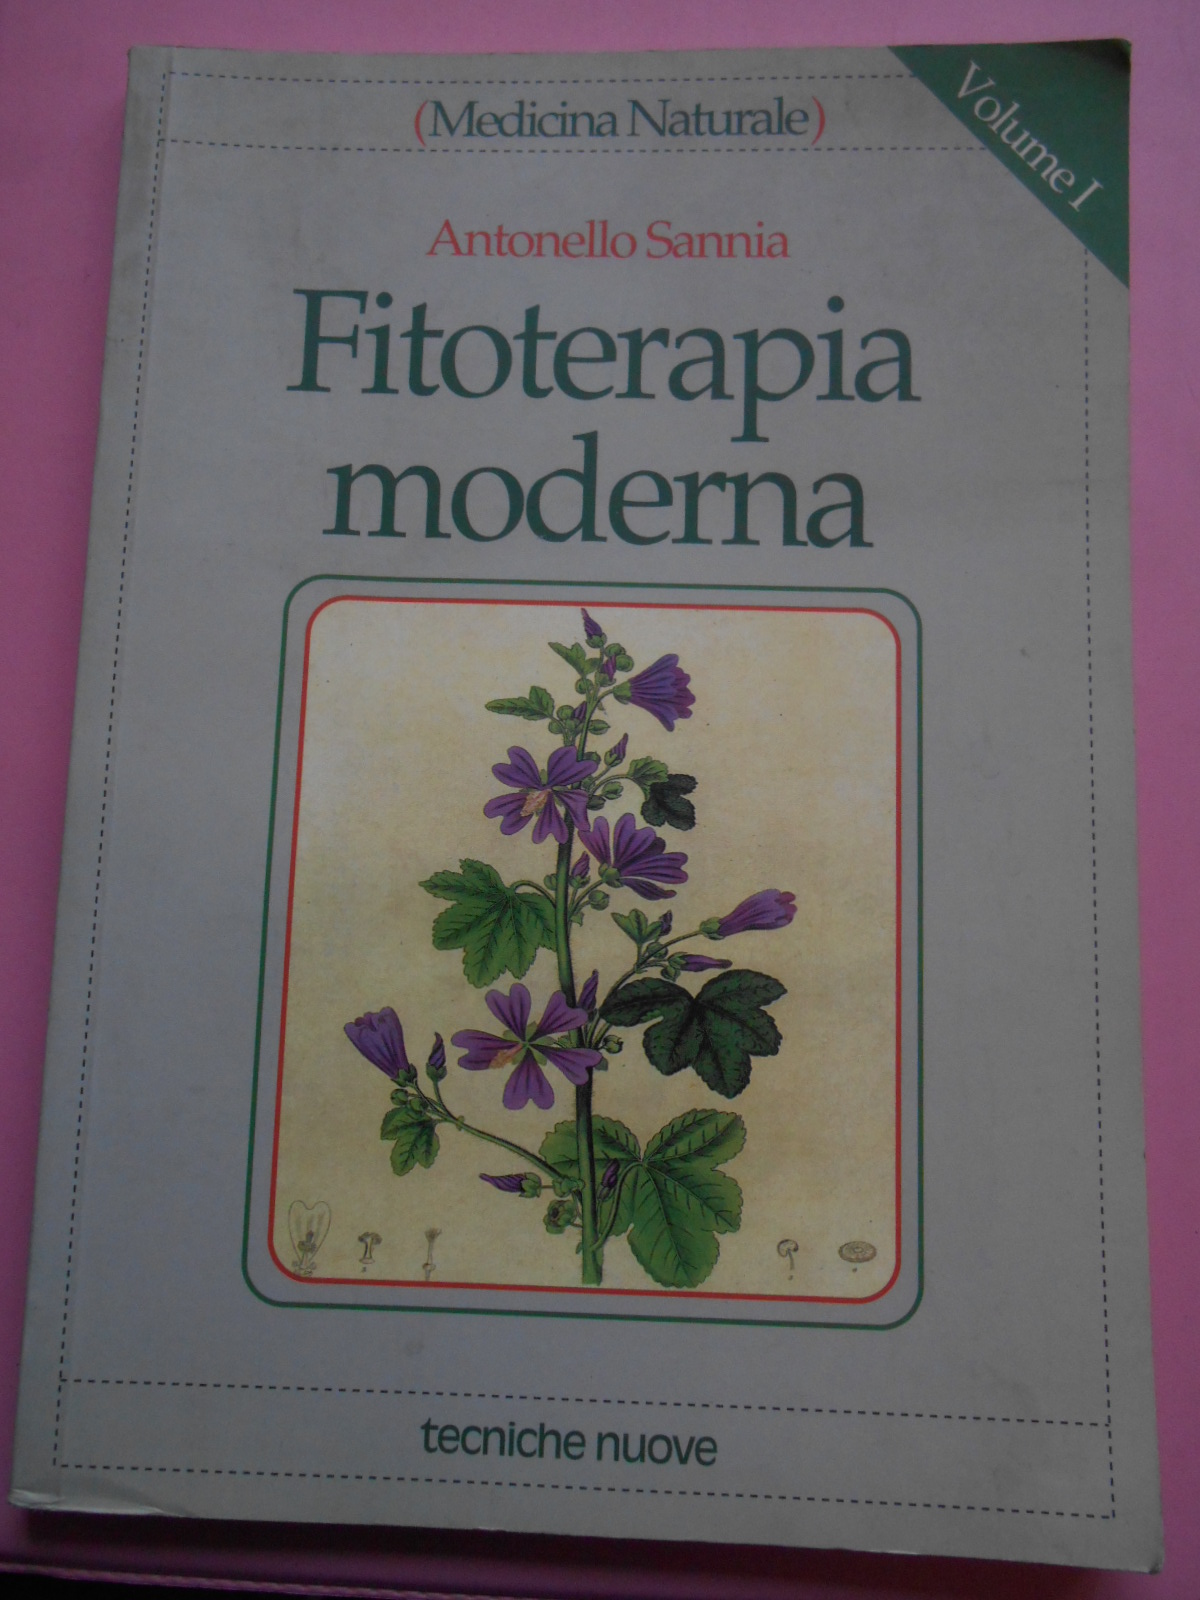 (Medicina Naturale)
Volume I
Antonello Sannia
Fitoterapia
moderna
tecniche nuove